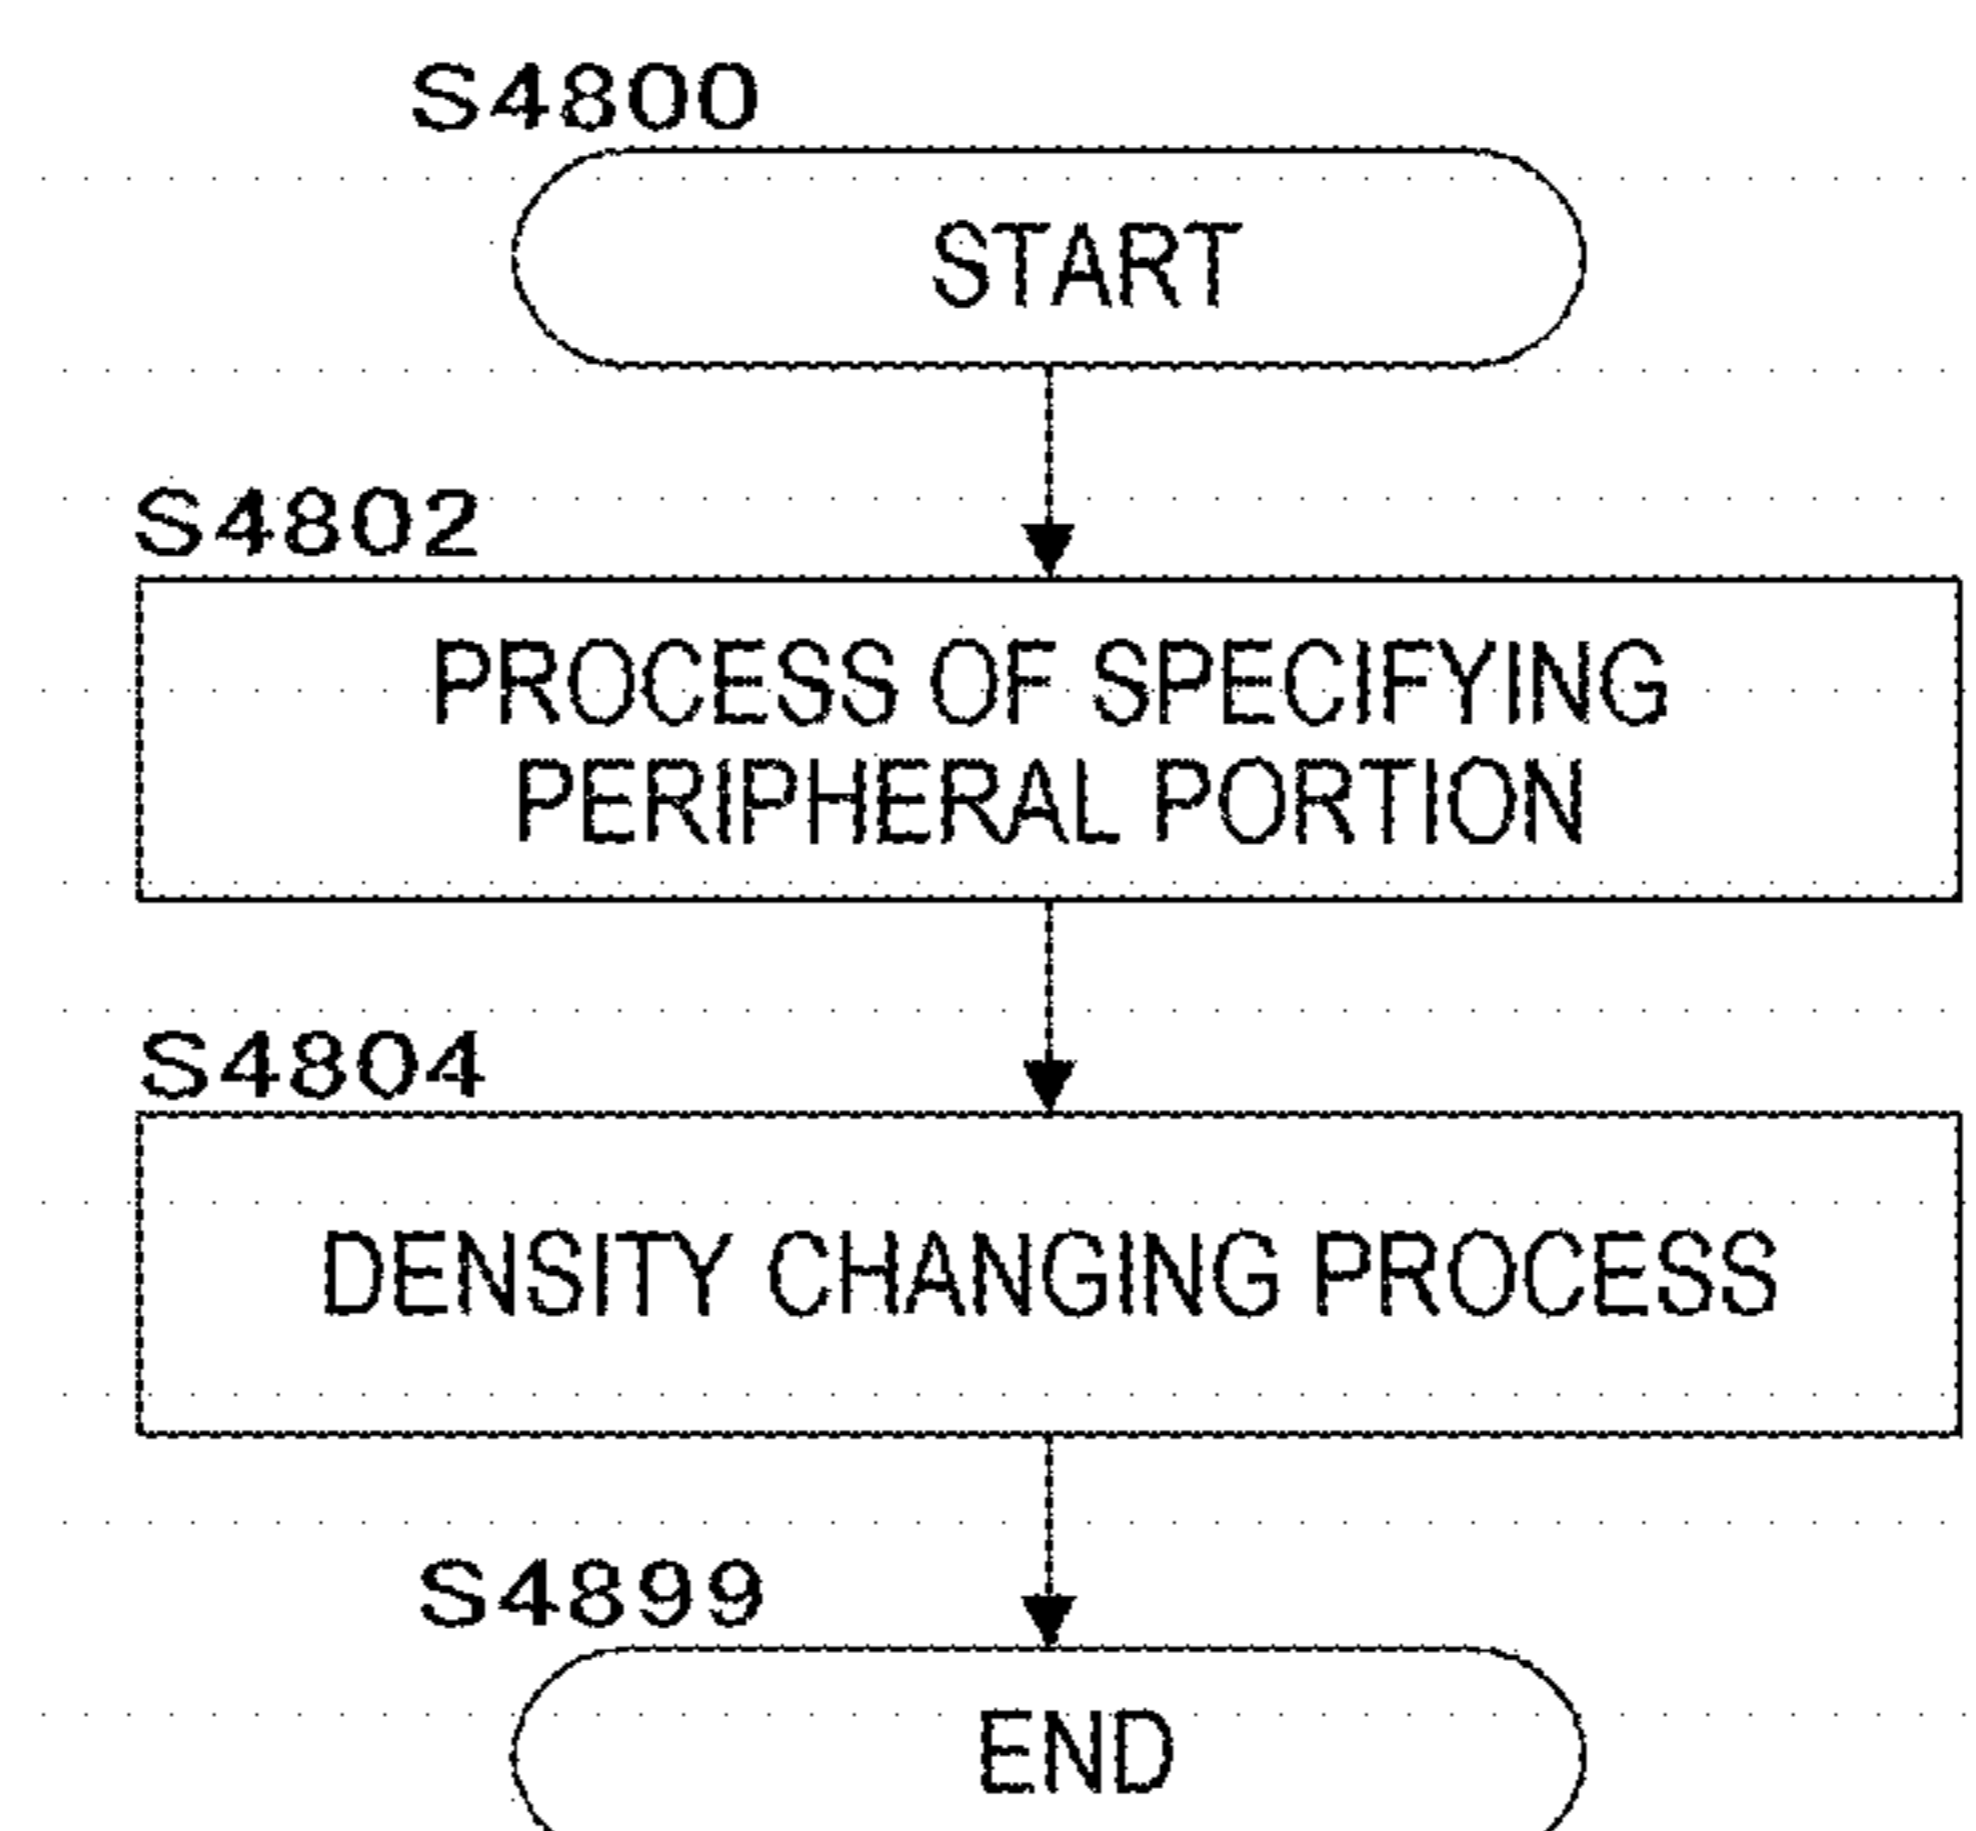 S4800
START
S4802
PROCESS OF SPECIFYING
PERIPHERAL PORTION
S4804
DENSITY CHANGING PROCESS
S4899
END